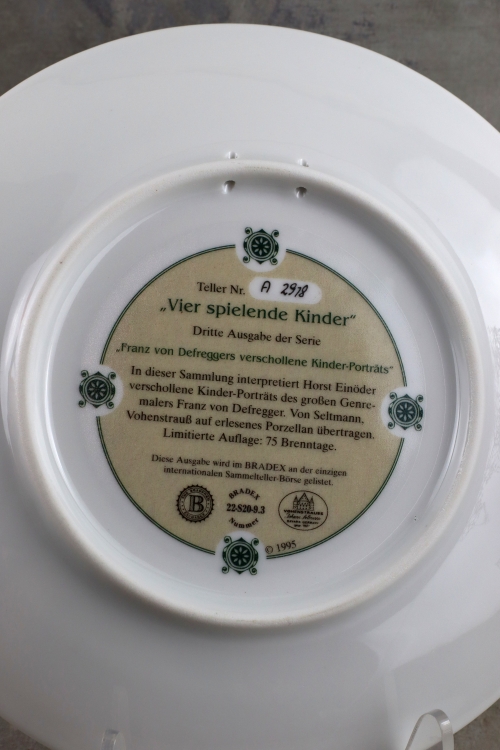 Teller Nr. A 2978
„Vier spielende Kinder“
Dritte Ausgabe der Serie
„Franz von Defreggers verschollene Kinder-Porträts“
In dieser Sammlung interpretiert Horst Einöder
verschollene Kinder-Porträts des großen Genre-
malers Franz von Defregger. Von Seltmann,
Vohenstrauß auf erlesenes Porzellan übertragen.
Limitierte Auflage: 75 Brenntage.
Diese Ausgabe wird im BRADEX an der einzigen
internationalen Sammelteller-Börse gelistet.
B
BRADEX
22-S20-9.3
Nummer
© 1995